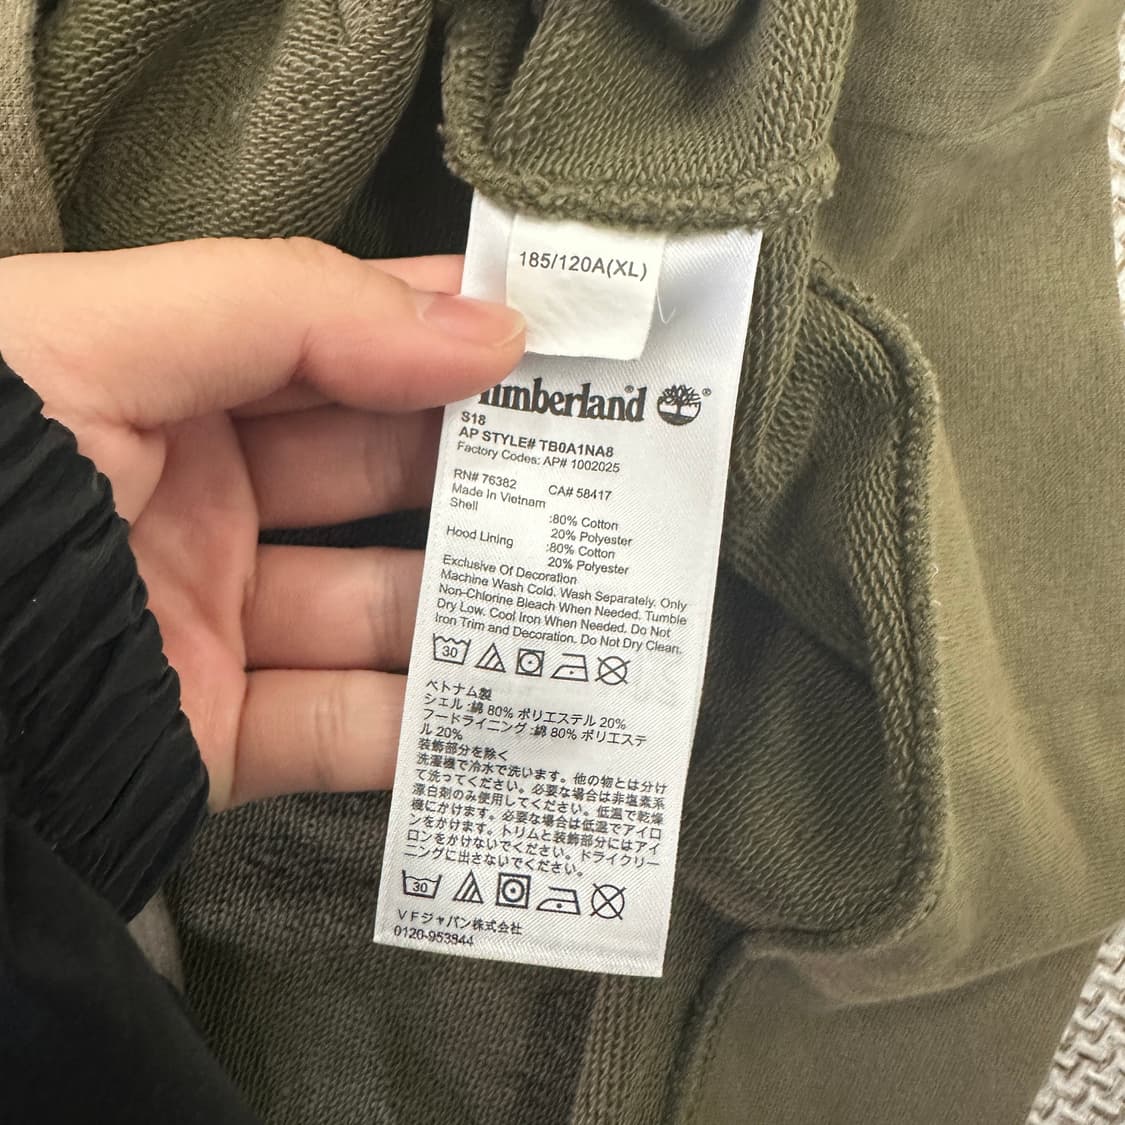 185/120A(XL)
Timberland® ®
S18
AP STYLE# TB0A1NA8
Factory Codes: AP# 1002025
RN# 76382 CA# 58417
Made In Vietnam
Shell :80% Cotton
20% Polyester
Hood Lining :80% Cotton
20% Polyester
Exclusive Of Decoration
Machine Wash Cold. Wash Separately. Only
Non-Chlorine Bleach When Needed. Tumble
Dry Low. Cool Iron When Needed. Do Not
Iron Trim and Decoration. Do Not Dry Clean.
30
ベトナム製
シェル :綿 80% ポリエステル 20%
フードライニング :綿 80% ポリエステ
ル 20%
装飾部分を除く
洗濯機で冷水で洗います。他の物とは分け
て洗ってください。必要な場合は非塩素系
漂白剤のみ使用してください。低温で乾燥
機にかけます。必要な場合は低温でアイロ
ンをかけます。トリムと装飾部分にはアイ
ロンをかけないでください。ドライクリー
ニングに出さないでください。
30
VFジャパン株式会社
0120-953844